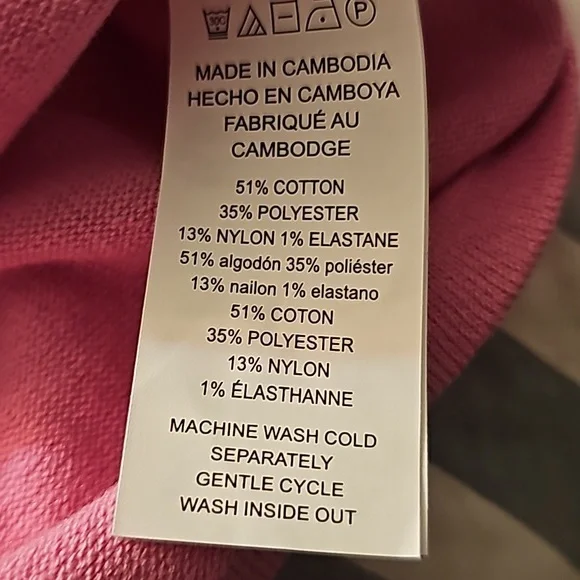 30C
P
MADE IN CAMBODIA
HECHO EN CAMBOYA
FABRIQUÉ AU
CAMBODGE
51% COTTON
35% POLYESTER
13% NYLON 1% ELASTANE
51% algodón 35% poliéster
13% nailon 1% elastano
51% COTON
35% POLYESTER
13% NYLON
1% ÉLASTHANNE
MACHINE WASH COLD
SEPARATELY
GENTLE CYCLE
WASH INSIDE OUT